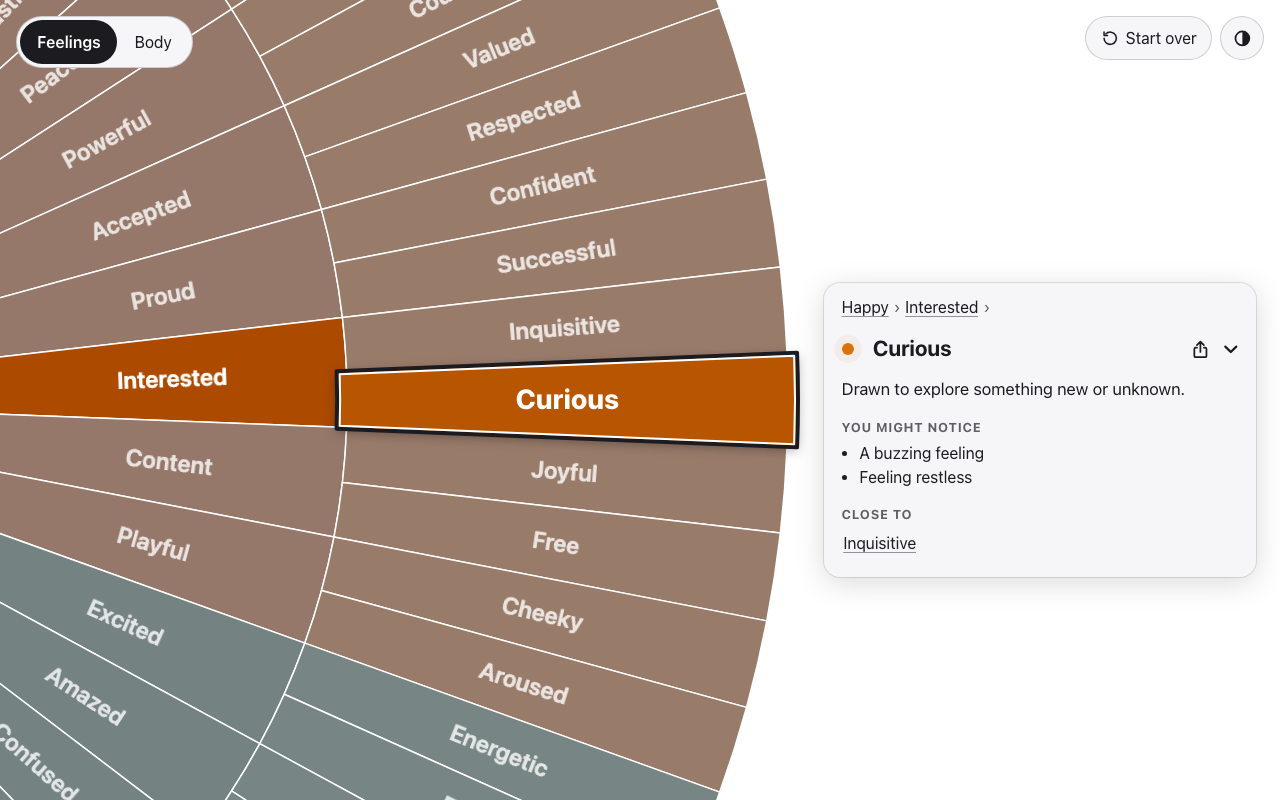 Feelings
Body
Start over
Peac
Powerful
Accepted
Proud
Interested
Content
Playful
Excited
Amazed
Confused
Valued
Respected
Confident
Successful
Inquisitive
Curious
Joyful
Free
Cheeky
Aroused
Energetic
Happy › Interested ›
Curious
Drawn to explore something new or unknown.
YOU MIGHT NOTICE
• A buzzing feeling
• Feeling restless
CLOSE TO
Inquisitive